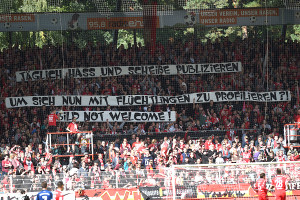 TÄGLICH HASS UND SCHEIßE PUBLIZIEREN
UM SICH NUN MIT FLÜCHTLINGEN ZU PROFILIEREN?!
BILD NOT WELCOME!